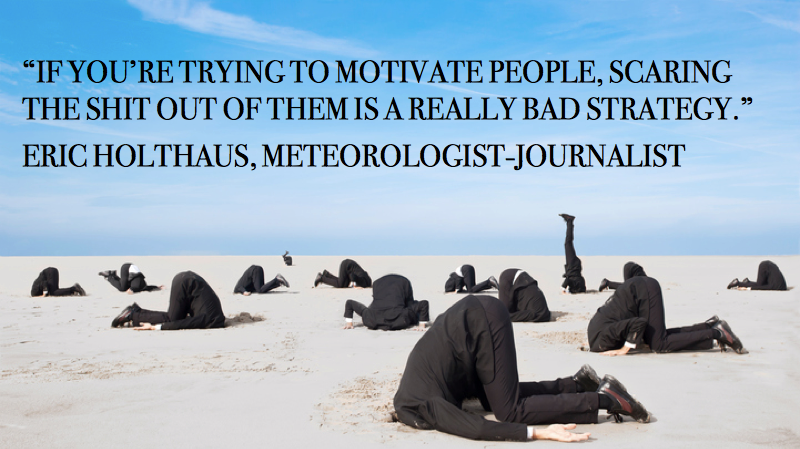 “IF YOU’RE TRYING TO MOTIVATE PEOPLE, SCARING
THE SHIT OUT OF THEM IS A REALLY BAD STRATEGY.”
ERIC HOLTHAUS, METEOROLOGIST-JOURNALIST